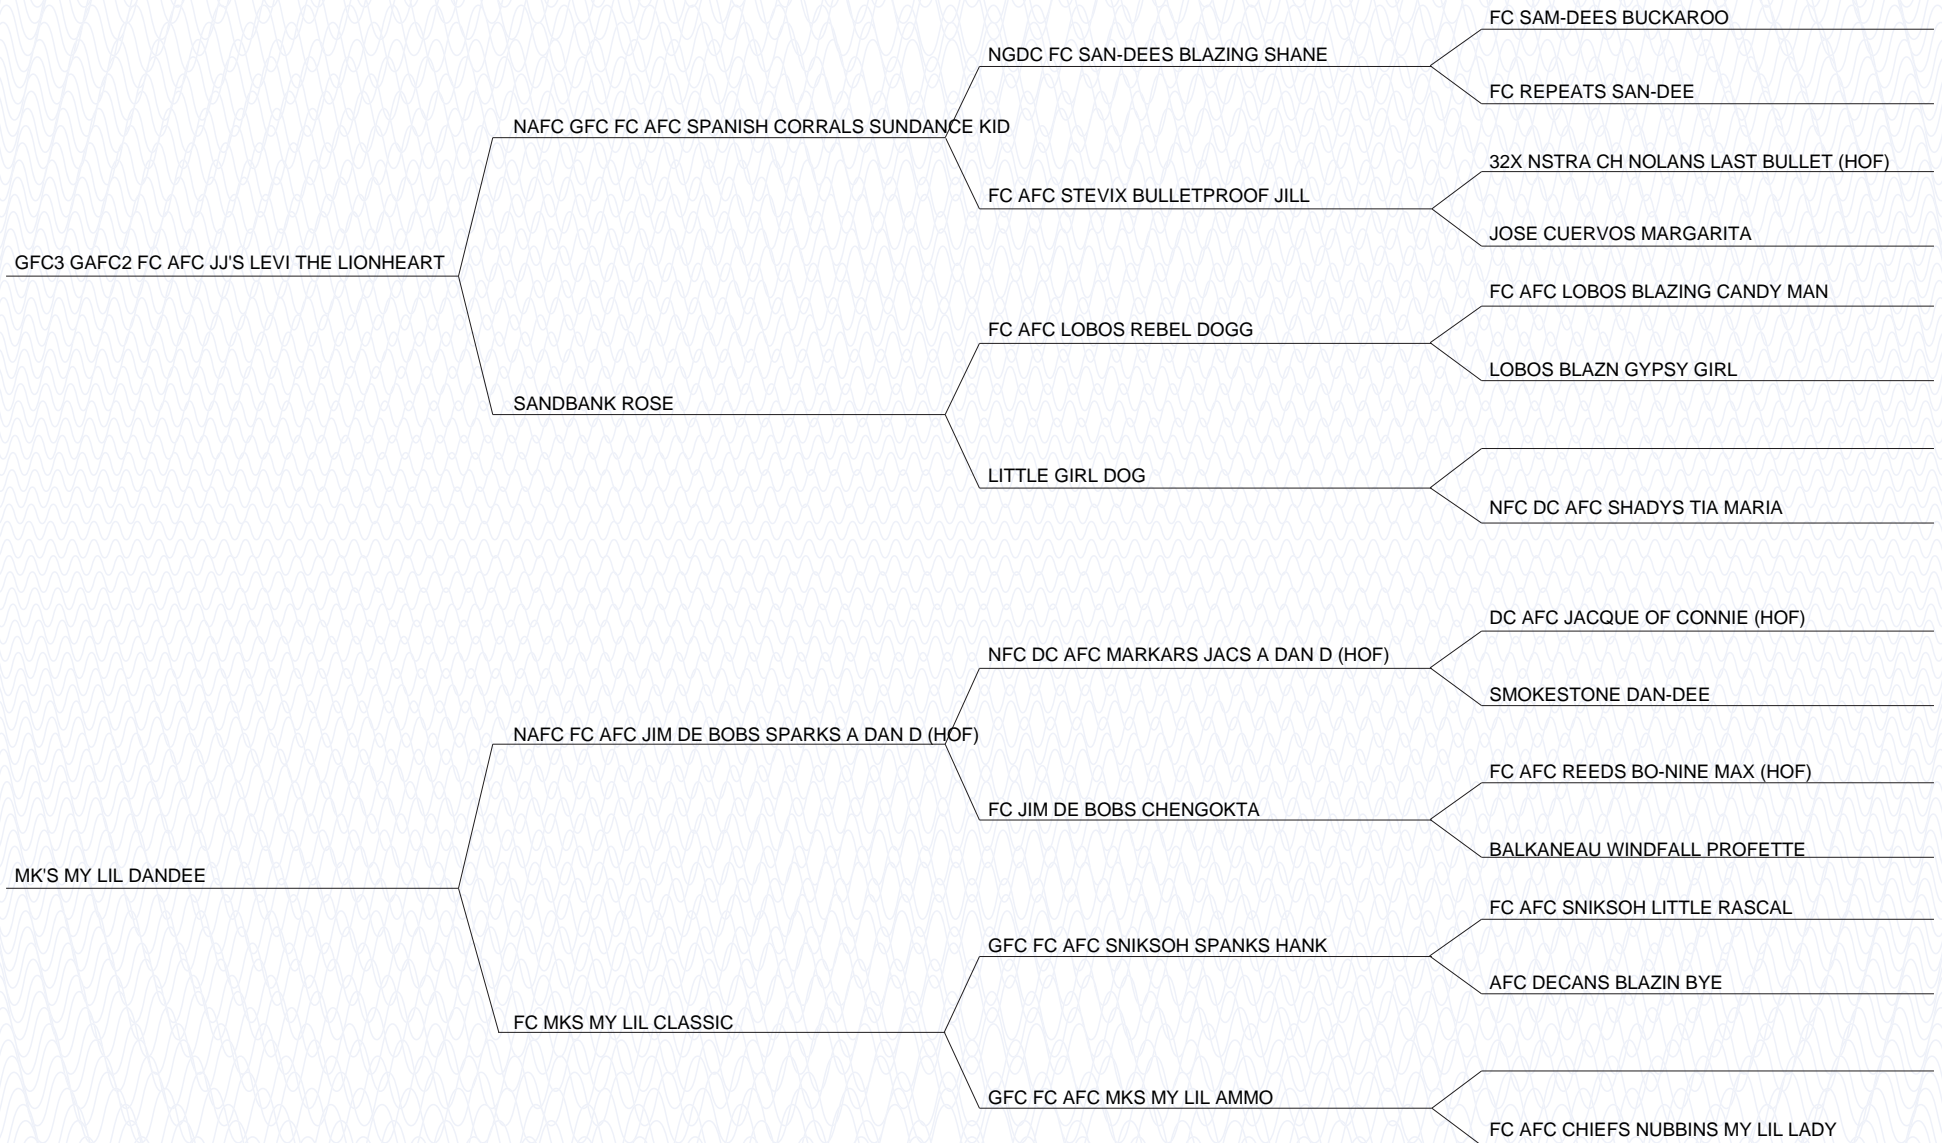 FC SAM-DEES BUCKAROO
NGDC FC SAN-DEES BLAZING SHANE
FC REPEATS SAN-DEE
NAFC GFC FC AFC SPANISH CORRALS SUNDANCE KID
32X NSTRA CH NOLANS LAST BULLET (HOF)
FC AFC STEVIX BULLETPROOF JILL
JOSE CUERVOS MARGARITA
GFC3 GAFC2 FC AFC JJ'S LEVI THE LIONHEART
FC AFC LOBOS BLAZING CANDY MAN
FC AFC LOBOS REBEL DOGG
LOBOS BLAZN GYPSY GIRL
SANDBANK ROSE
LITTLE GIRL DOG
NFC DC AFC SHADYS TIA MARIA
DC AFC JACQUE OF CONNIE (HOF)
NFC DC AFC MARKARS JACS A DAN D (HOF)
SMOKESTONE DAN-DEE
NAFC FC AFC JIM DE BOBS SPARKS A DAN D (HOF)
FC AFC REEDS BO-NINE MAX (HOF)
FC JIM DE BOBS CHENGOKTA
BALKANEAU WINDFALL PROFETTE
MK'S MY LIL DANDEE
FC AFC SNIKSOH LITTLE RASCAL
GFC FC AFC SNIKSOH SPANKS HANK
AFC DECANS BLAZIN BYE
FC MKS MY LIL CLASSIC
GFC FC AFC MKS MY LIL AMMO
FC AFC CHIEFS NUBBINS MY LIL LADY